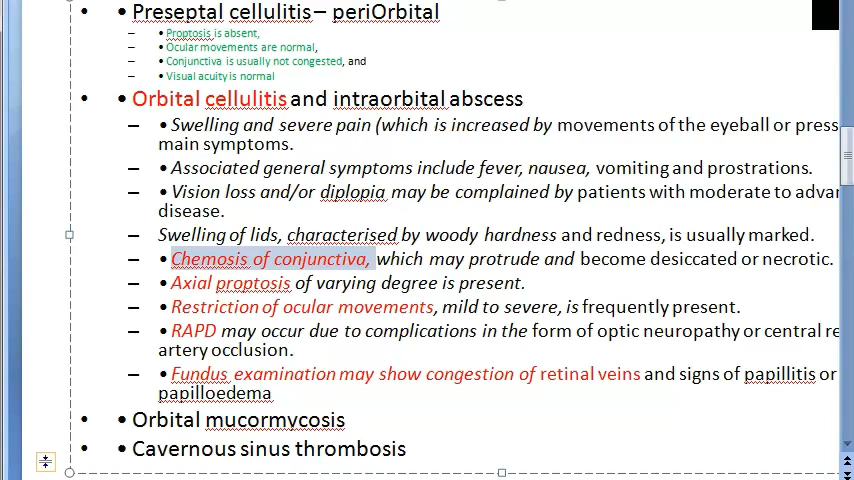 • • Preseptal cellulitis – periOrbital
– • Proptosis is absent,
– • Ocular movements are normal,
– • Conjunctiva is usually not congested, and
– • Visual acuity is normal
• • Orbital cellulitis and intraorbital abscess
– • Swelling and severe pain (which is increased by movements of the eyeball or press
main symptoms.
– • Associated general symptoms include fever, nausea, vomiting and prostrations.
– • Vision loss and/or diplopia may be complained by patients with moderate to adva
disease.
– Swelling of lids, characterised by woody hardness and redness, is usually marked.
– • Chemosis of conjunctiva, which may protrude and become desiccated or necrotic.
– • Axial proptosis of varying degree is present.
– • Restriction of ocular movements, mild to severe, is frequently present.
– • RAPD may occur due to complications in the form of optic neuropathy or central re
artery occlusion.
– • Fundus examination may show congestion of retinal veins and signs of papillitis or
papilloedema
• • Orbital mucormycosis
• • Cavernous sinus thrombosis